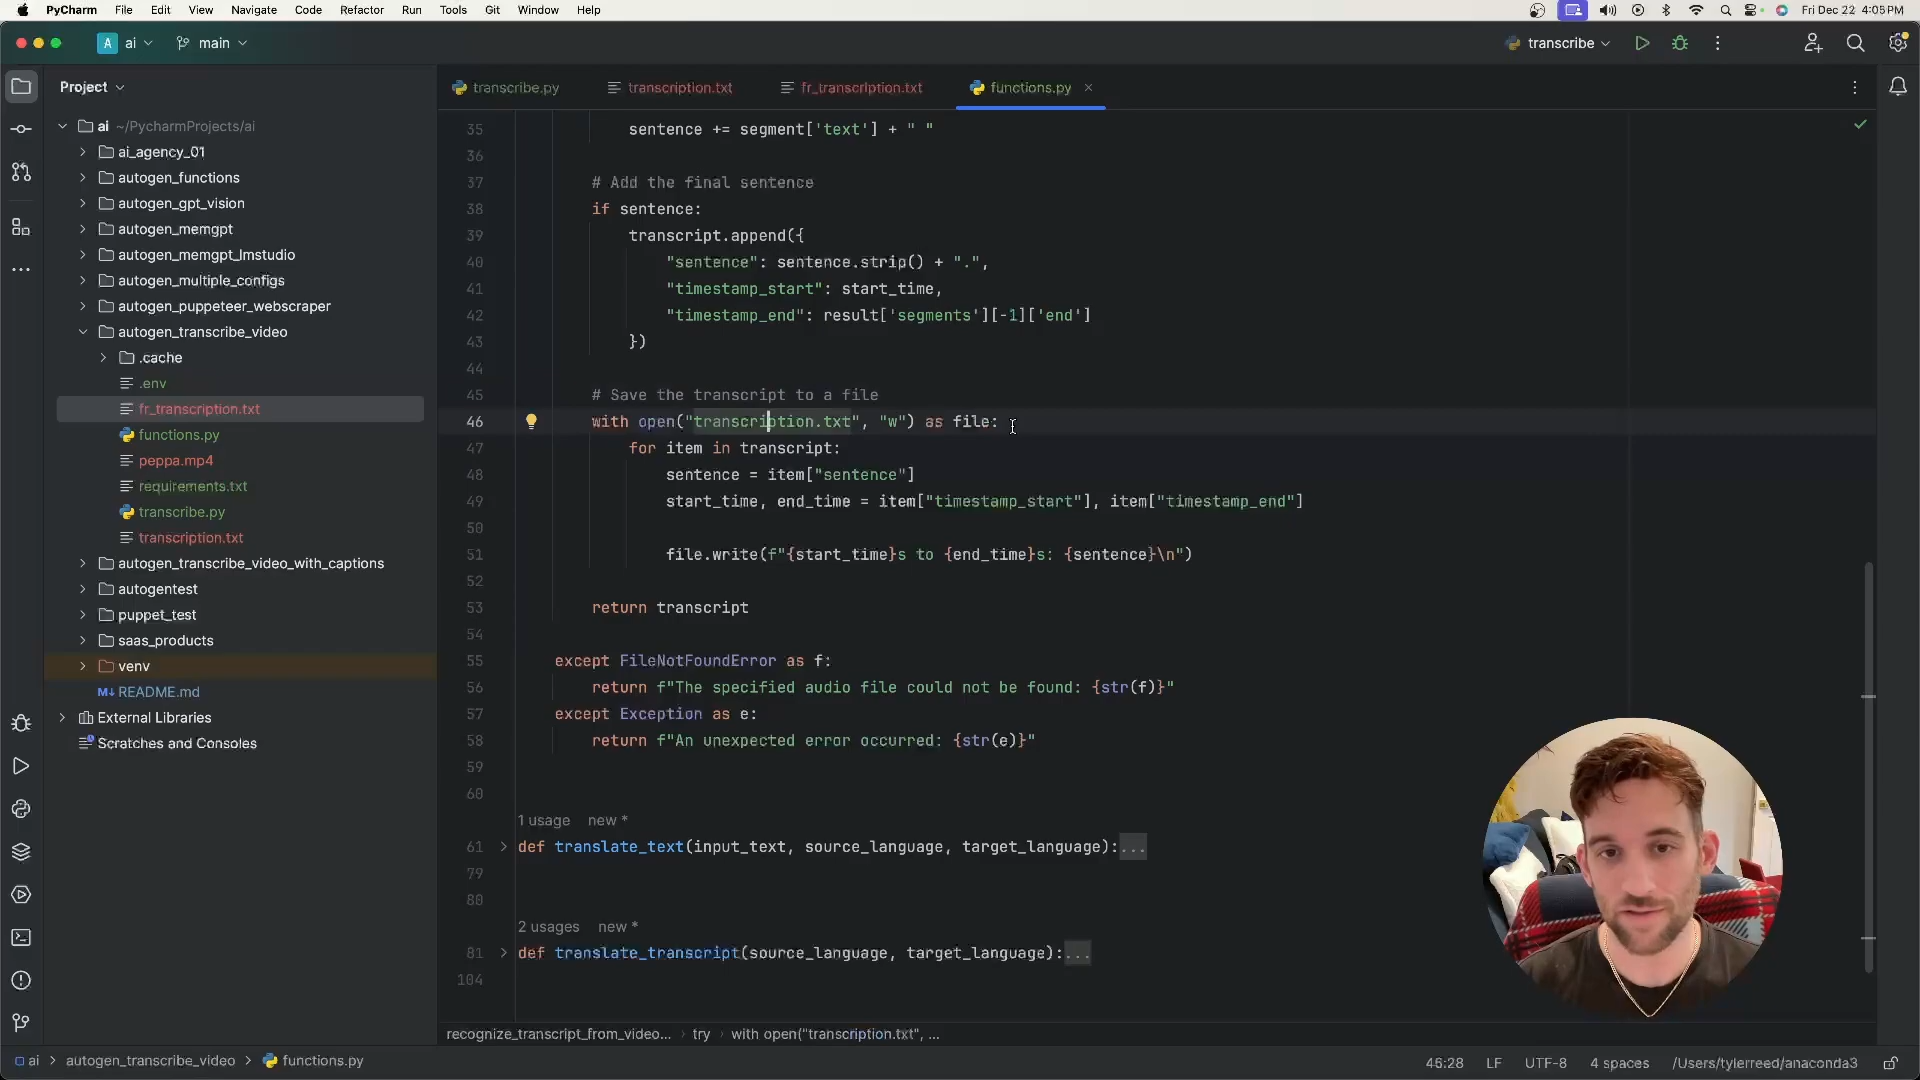 PyCharm File Edit View Navigate Code Refactor Run Tools Git Window Help Fri Dec 22 4:05 PM
A ai main transcribe
Project
transcribe.py transcription.txt fr_transcription.txt functions.py
ai ~/PycharmProjects/ai
ai_agency_01
autogen_functions
autogen_gpt_vision
autogen_memgpt
autogen_memgpt_lmstudio
autogen_multiple_configs
autogen_puppeteer_webscraper
autogen_transcribe_video
.cache
.env
fr_transcription.txt
functions.py
peppa.mp4
requirements.txt
transcribe.py
transcription.txt
autogen_transcribe_video_with_captions
autogentest
puppet_test
saas_products
venv
M↓ README.md
External Libraries
Scratches and Consoles
35 sentence += segment['text'] + " "
36
37 # Add the final sentence
38 if sentence:
39 transcript.append({
40 "sentence": sentence.strip() + ".",
41 "timestamp_start": start_time,
42 "timestamp_end": result['segments'][-1]['end']
43 })
44
45 # Save the transcript to a file
46 with open("transcription.txt", "w") as file:
47 for item in transcript:
48 sentence = item["sentence"]
49 start_time, end_time = item["timestamp_start"], item["timestamp_end"]
50
51 file.write(f"{start_time}s to {end_time}s: {sentence}\n")
52
53 return transcript
54
55 except FileNotFoundError as f:
56 return f"The specified audio file could not be found: {str(f)}"
57 except Exception as e:
58 return f"An unexpected error occurred: {str(e)}"
59
60
1 usage new *
61 def translate_text(input_text, source_language, target_language):...
79
80
2 usages new *
81 def translate_transcript(source_language, target_language):...
104
recognize_transcript_from_video... › try › with open("transcription.txt", ...
ai › autogen_transcribe_video › functions.py 46:28 LF UTF-8 4 spaces /Users/tylerreed/anaconda3